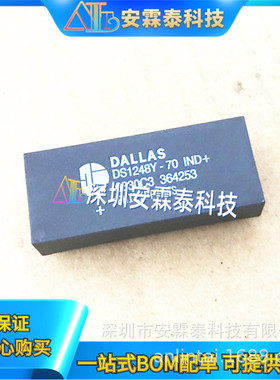 安霖泰科技
DALLAS
DS1248Y-70 IND+
364253
深圳安霖泰科技
+
保证
心购买
深圳市安霖泰科技有限
一站式BOM配单 可提供